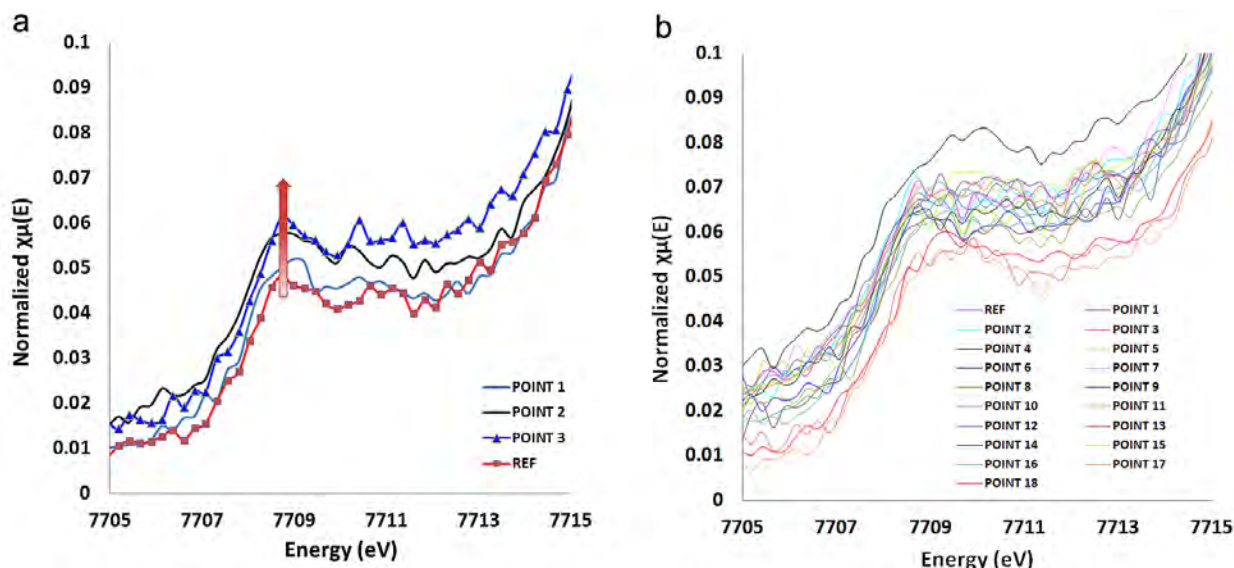 a
0.1
0.09
0.08
0.07
0.06
0.05
0.04
0.03
0.02
0.01
0
Normalized χμ(E)
7705 7707 7709 7711 7713 7715
Energy (eV)
POINT 1
POINT 2
POINT 3
REF
b
0.1
0.09
0.08
0.07
0.06
0.05
0.04
0.03
0.02
0.01
0
Normalized χμ(E)
7705 7707 7709 7711 7713 7715
Energy (eV)
REF POINT 1
POINT 2 POINT 3
POINT 4 POINT 5
POINT 6 POINT 7
POINT 8 POINT 9
POINT 10 POINT 11
POINT 12 POINT 13
POINT 14 POINT 15
POINT 16 POINT 17
POINT 18